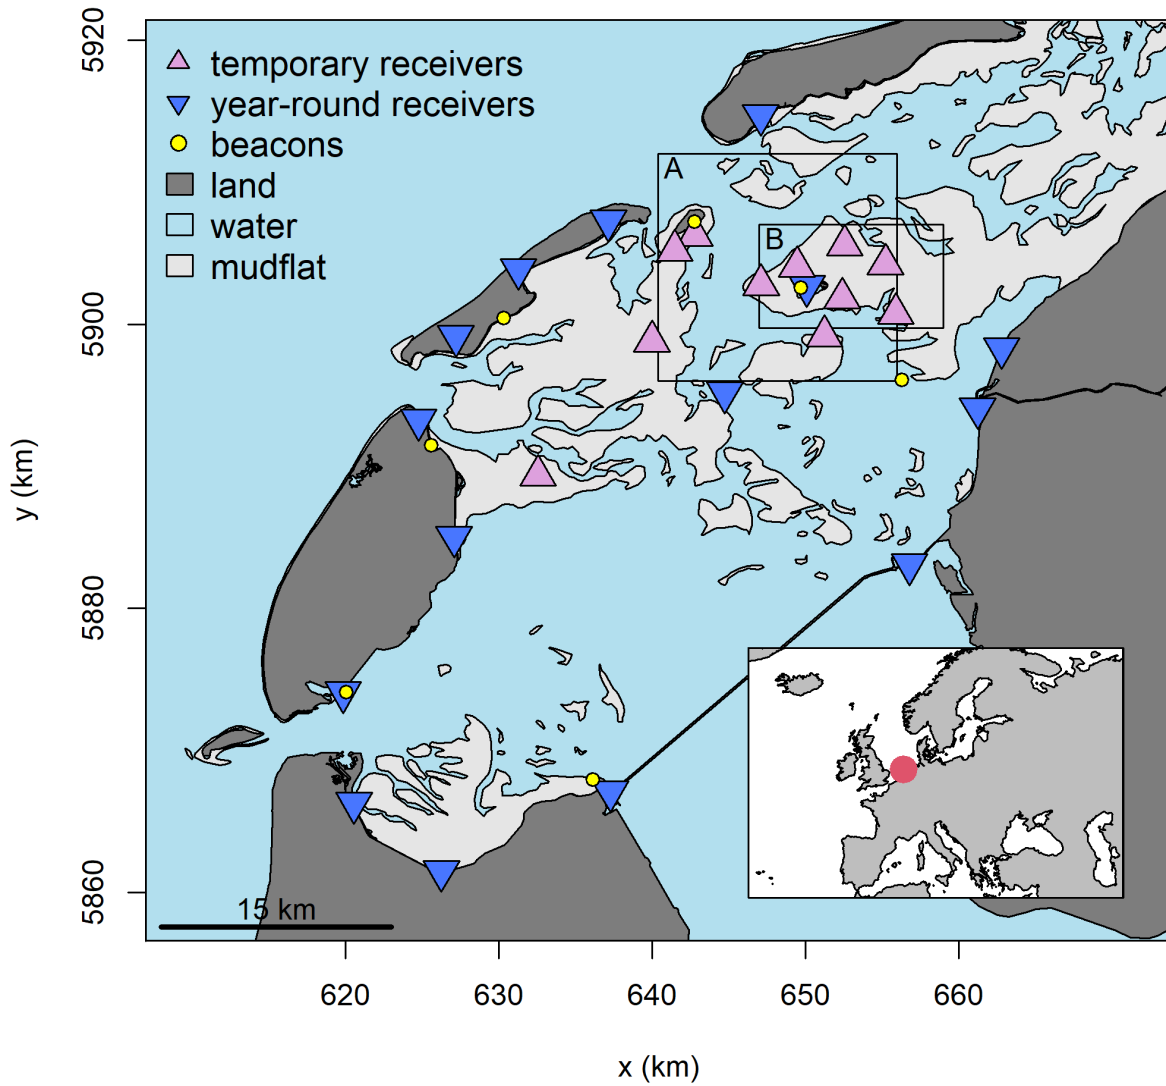 temporary receivers
year-round receivers
beacons
land
water
mudflat
A
B
15 km
5920
5900
5880
5860
y (km)
620
630
640
650
660
x (km)